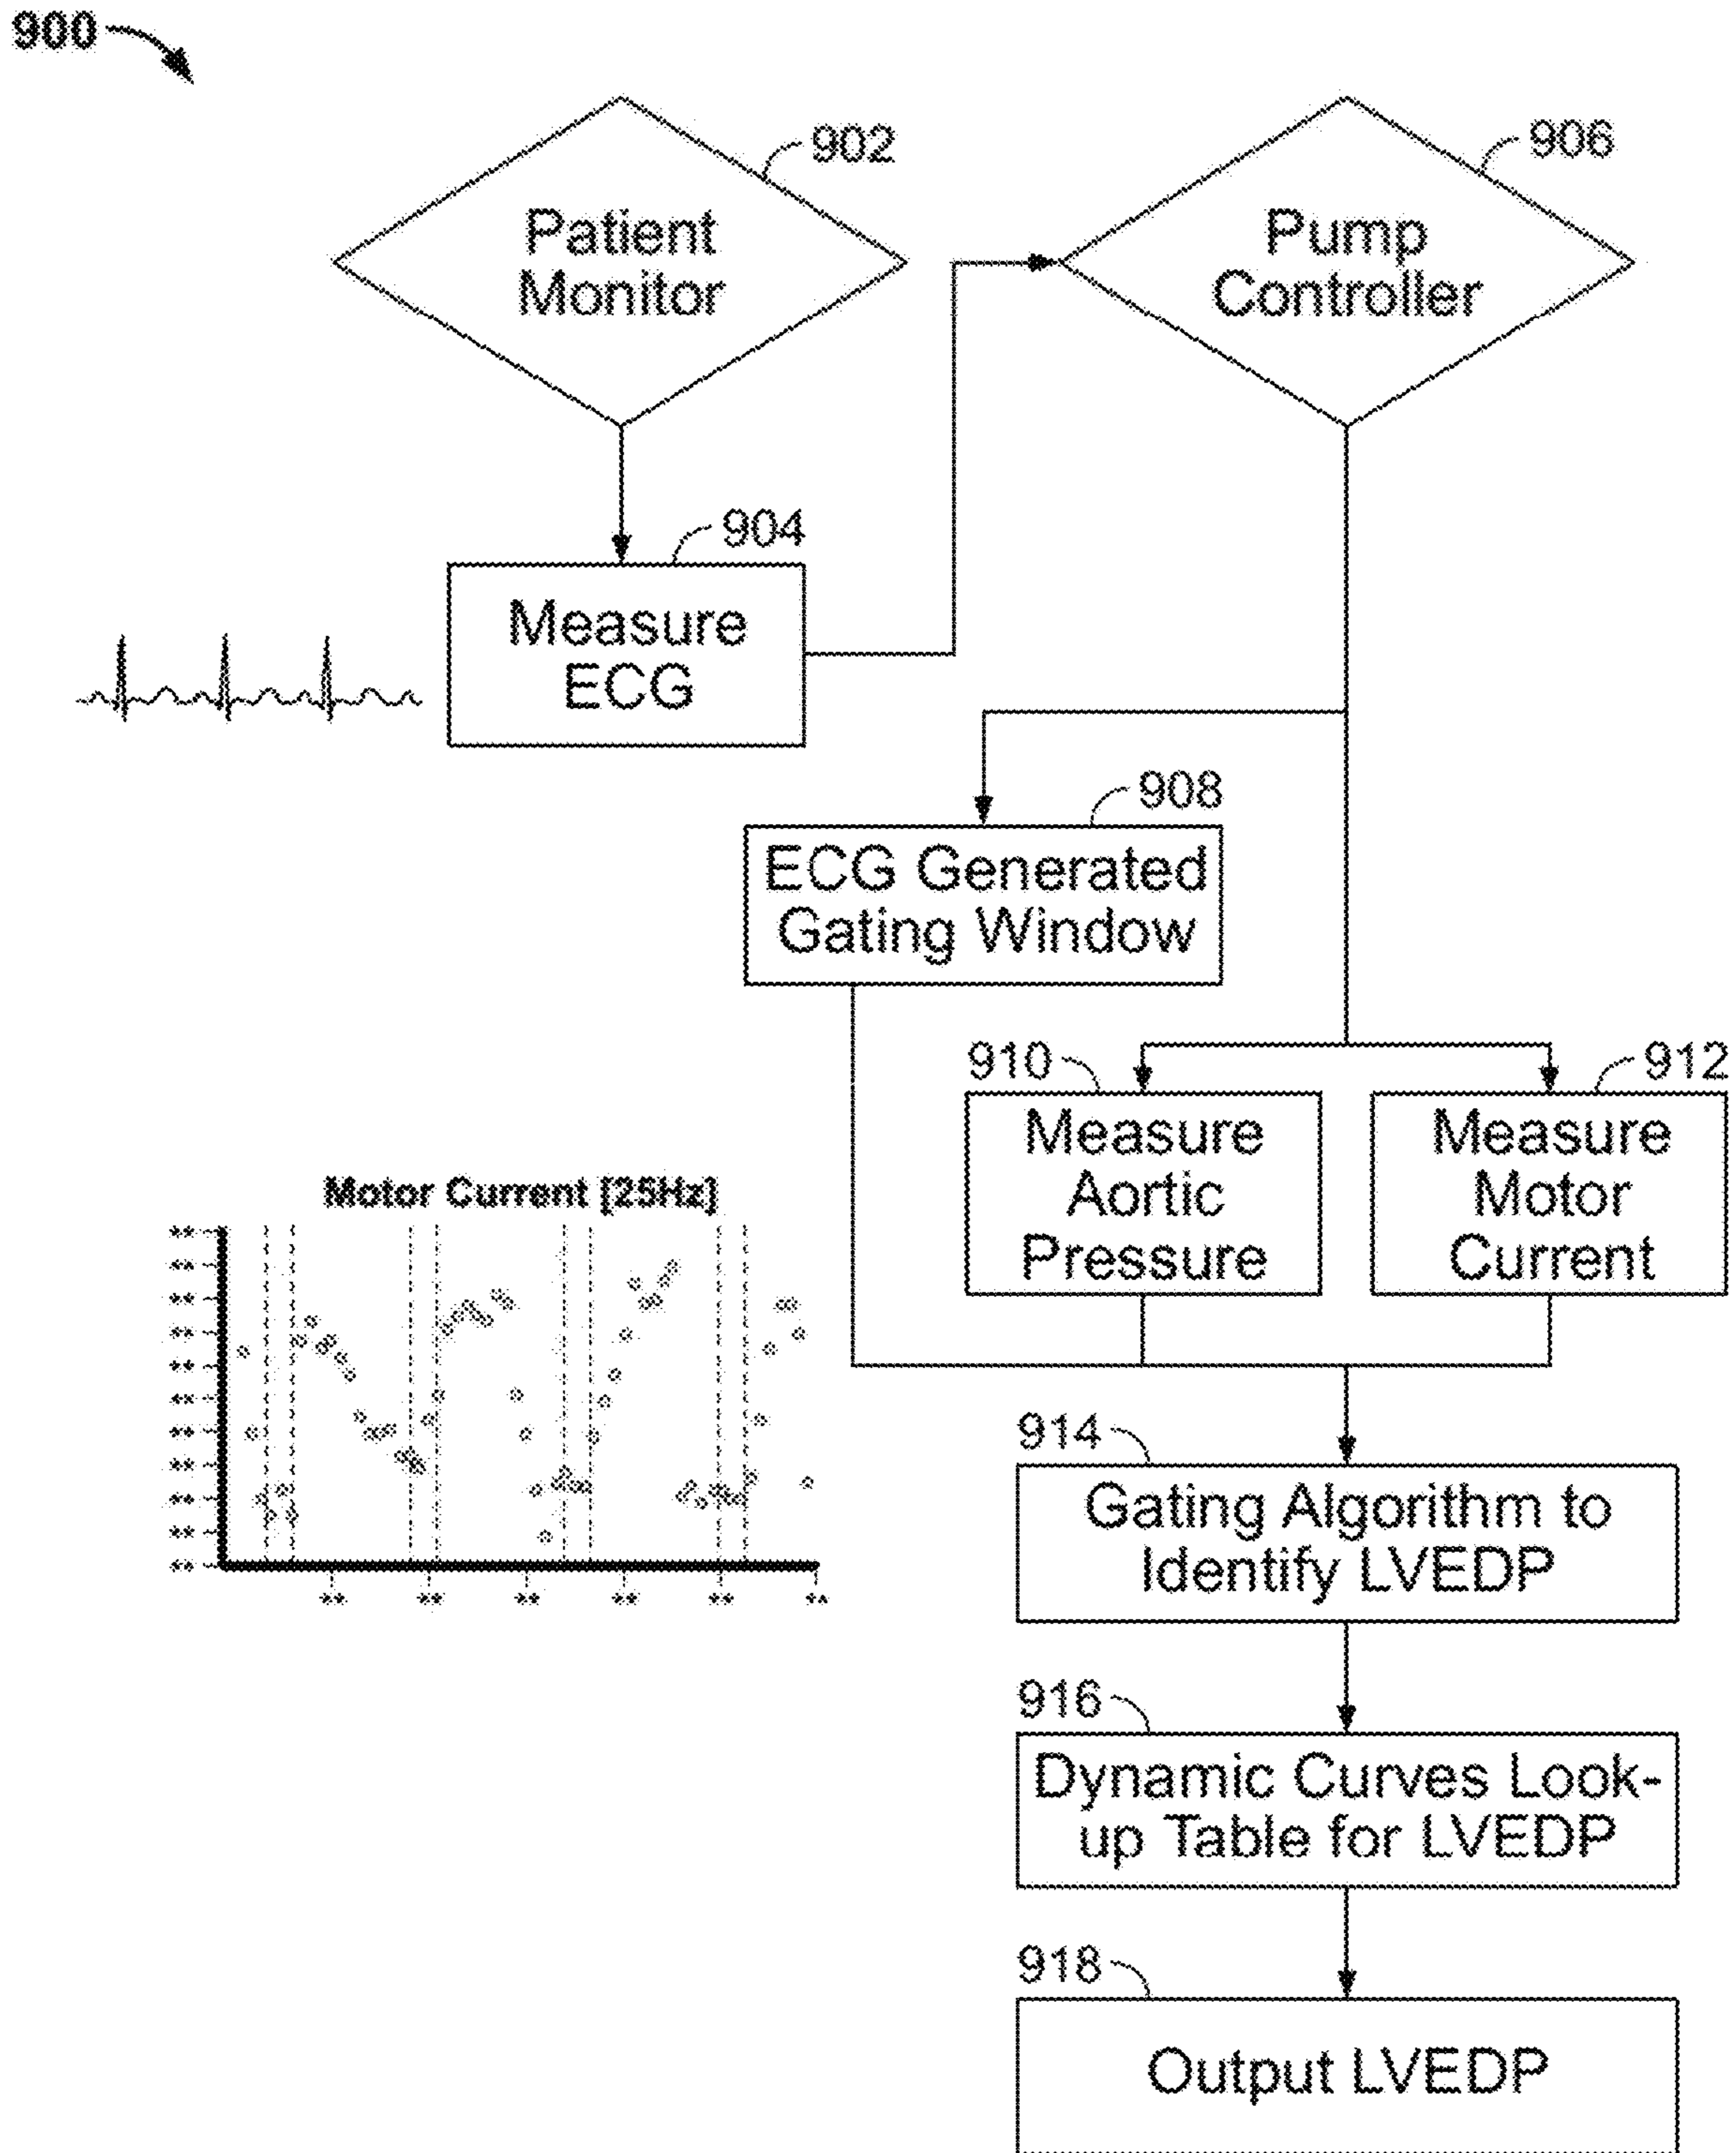 900
902
Patient
Monitor
906
Pump
Controller
904
Measure
ECG
908
ECG Generated
Gating Window
910
Measure
Aortic
Pressure
912
Measure
Motor
Current
Motor Current [25Hz]
914
Gating Algorithm to
Identify LVEDP
916
Dynamic Curves Look-
up Table for LVEDP
918
Output LVEDP